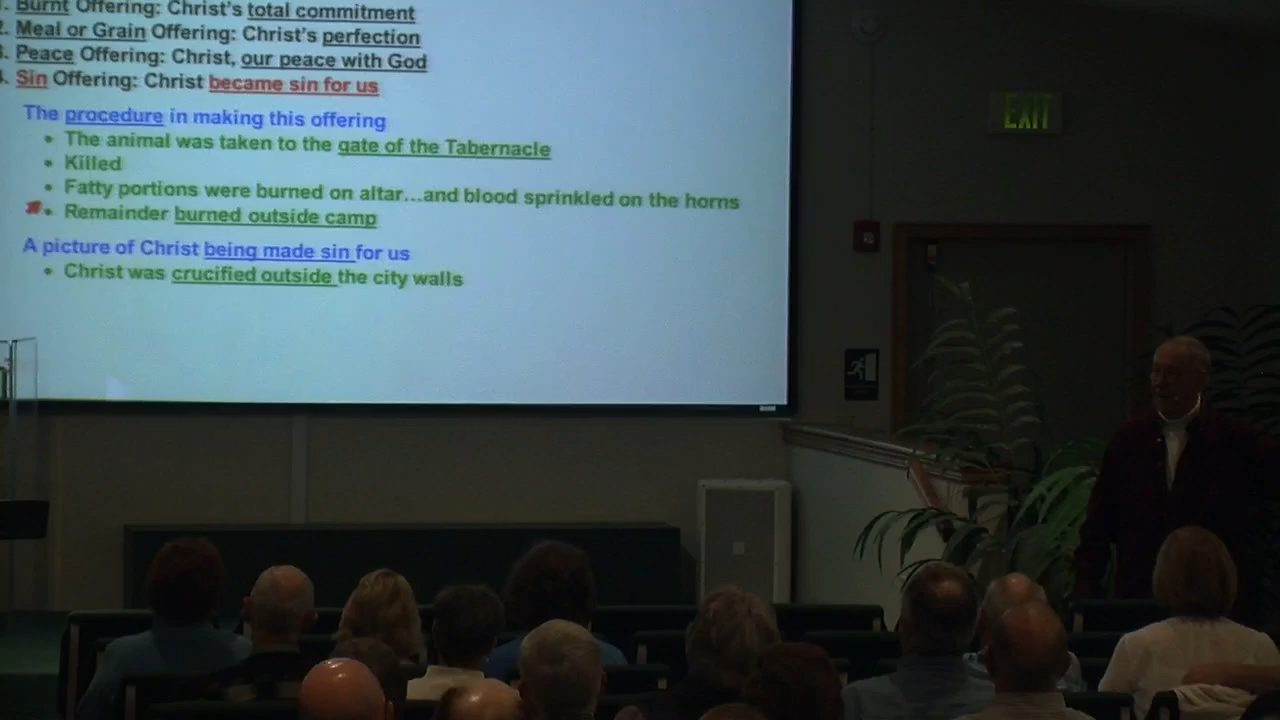 . Burnt Offering: Christ's total commitment
2. Meal or Grain Offering: Christ's perfection
3. Peace Offering: Christ, our peace with God
4. Sin Offering: Christ became sin for us
The procedure in making this offering
• The animal was taken to the gate of the Tabernacle
• Killed
• Fatty portions were burned on altar...and blood sprinkled on the horns
• Remainder burned outside camp
A picture of Christ being made sin for us
• Christ was crucified outside the city walls
EXIT